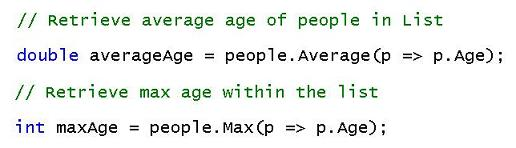 // Retrieve average age of people in List
double averageAge = people.Average(p => p.Age);
// Retrieve max age within the list
int maxAge = people.Max(p => p.Age);